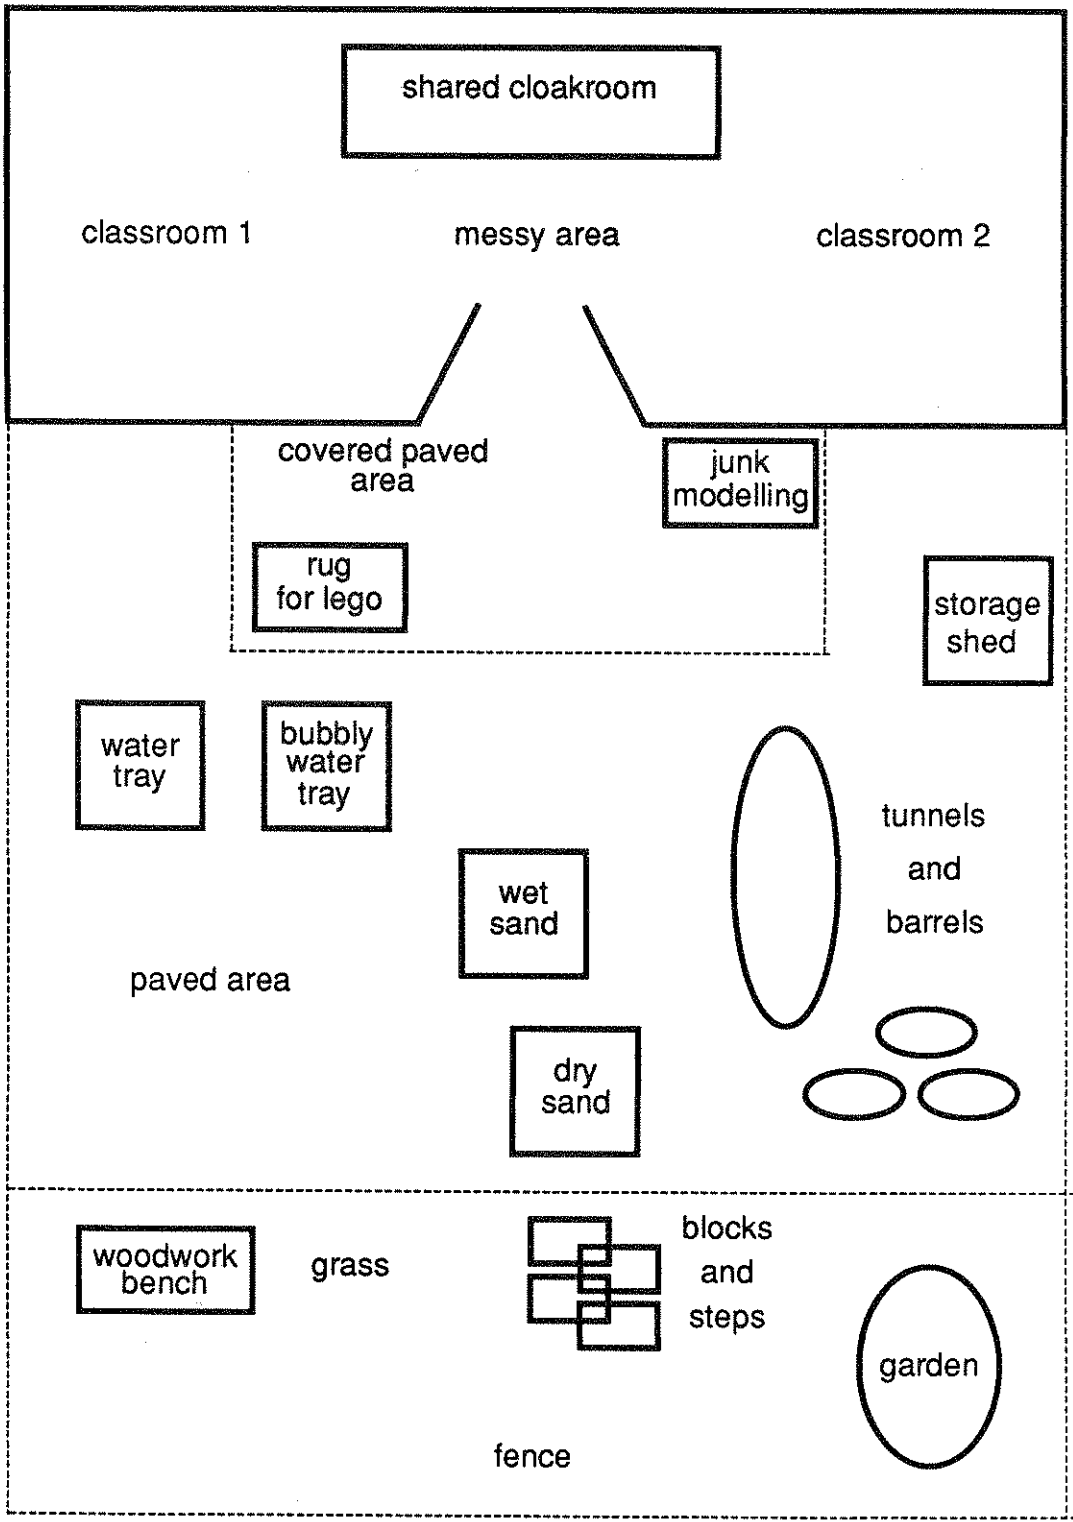 shared cloakroom
classroom 1
messy area
classroom 2
covered paved
area
junk
modelling
rug
for lego
storage
shed
water
tray
bubbly
water
tray
tunnels
and
barrels
wet
sand
paved area
dry
sand
woodwork
bench
grass
blocks
and
steps
garden
fence